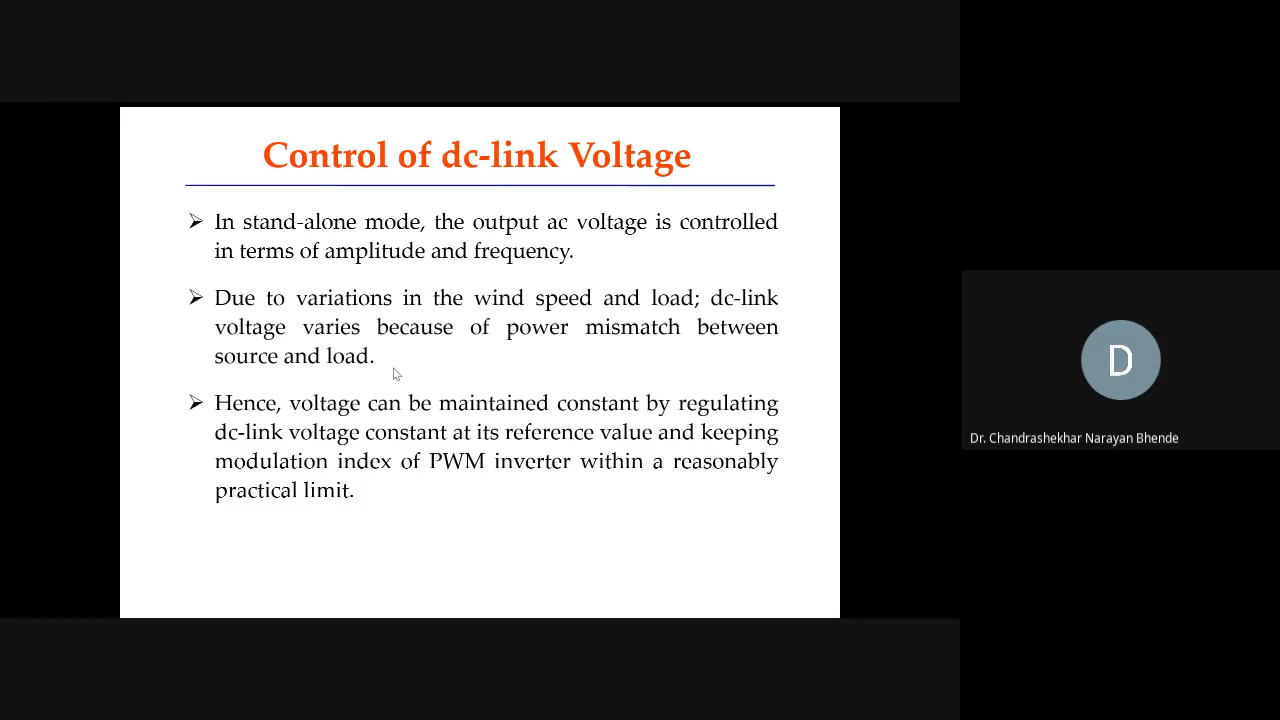 Control of dc-link Voltage
In stand-alone mode, the output ac voltage is controlled
in terms of amplitude and frequency.
Due to variations in the wind speed and load; dc-link
voltage varies because of power mismatch between
source and load.
Hence, voltage can be maintained constant by regulating
dc-link voltage constant at its reference value and keeping
modulation index of PWM inverter within a reasonably
practical limit.
D
Dr. Chandrashekhar Narayan Bhende